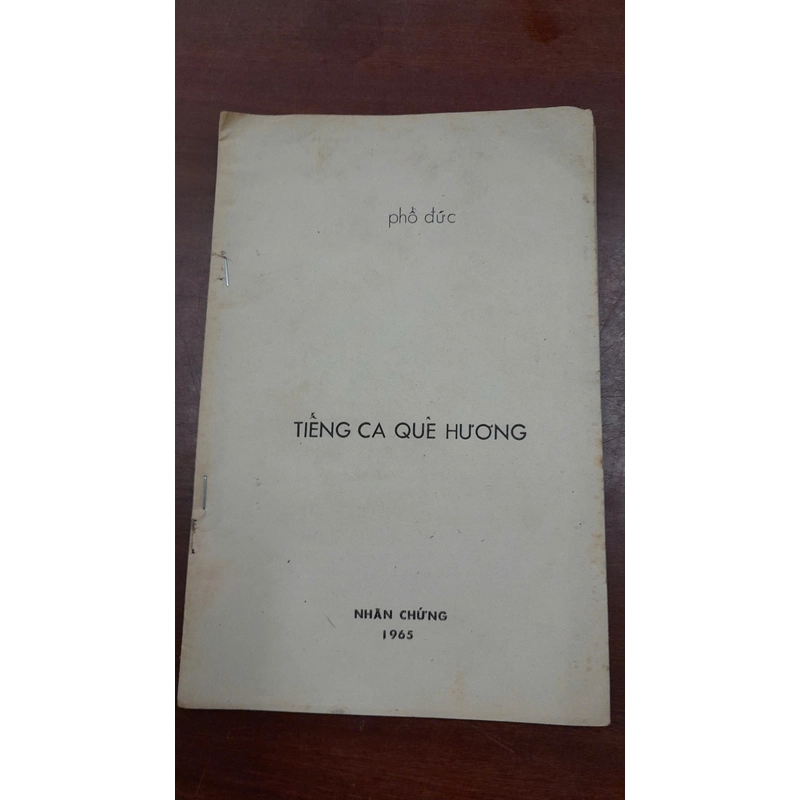 phổ đức
TIẾNG CA QUÊ HƯƠNG
NHÂN CHỨNG
1965